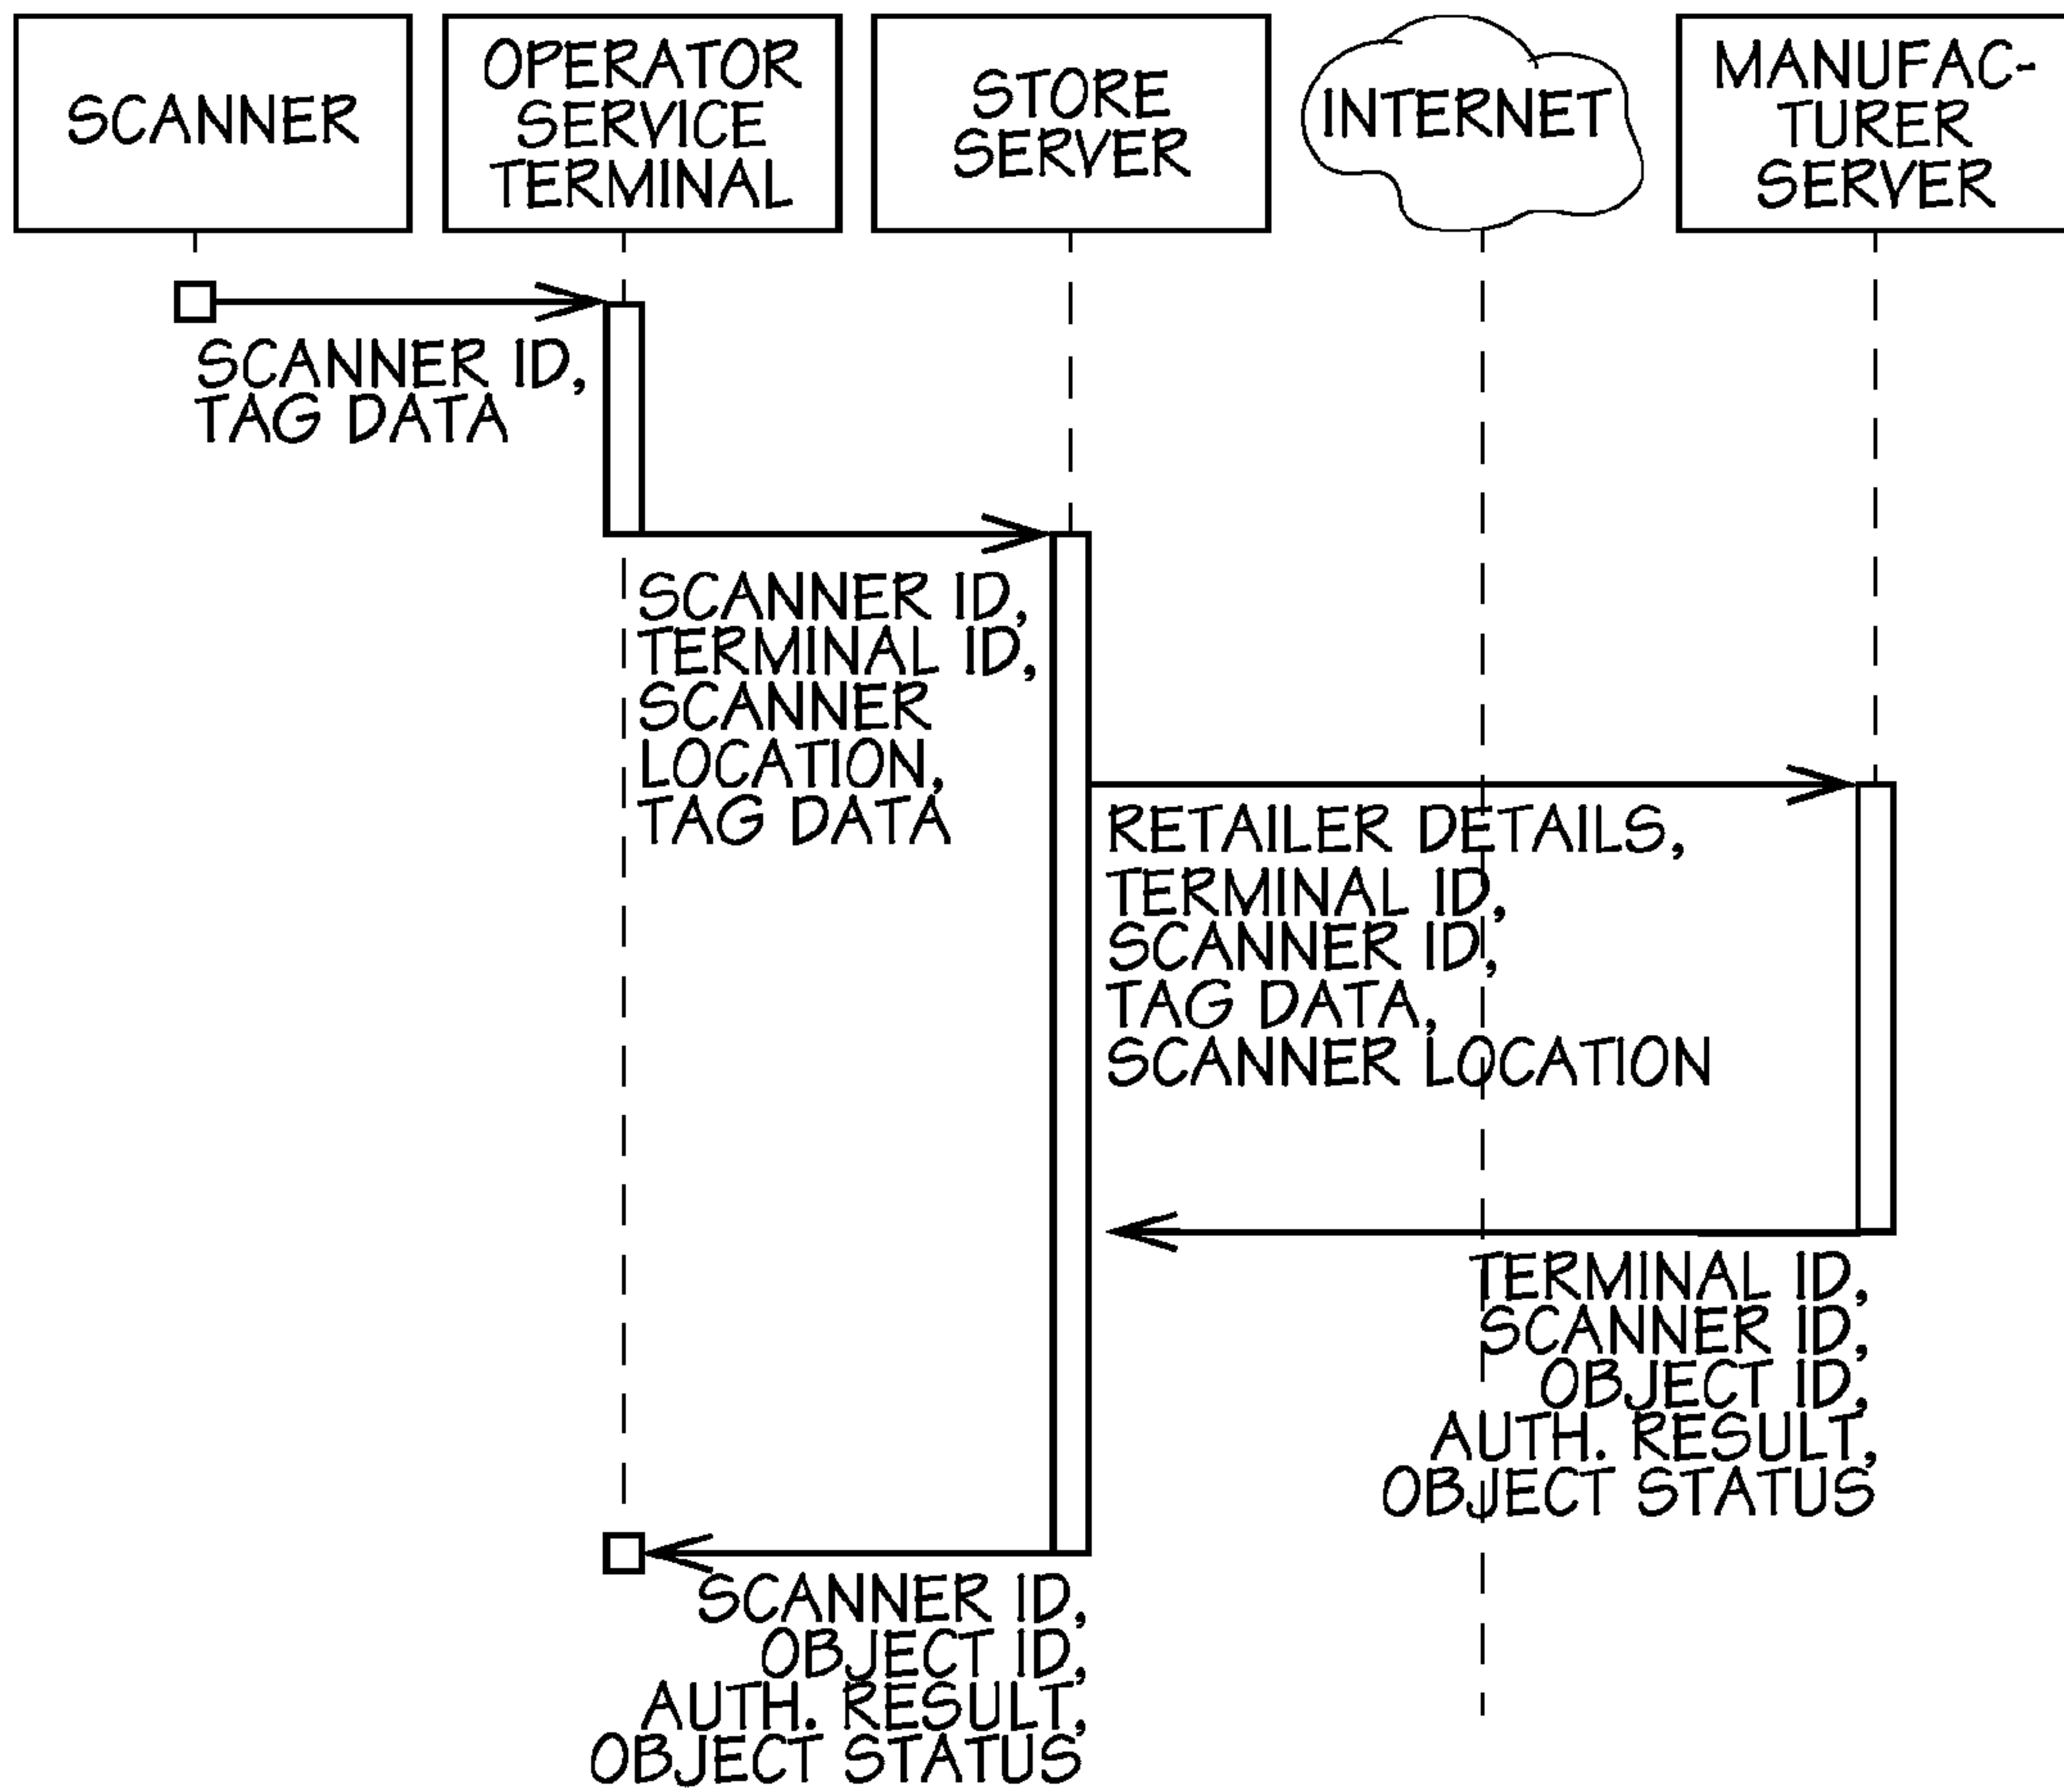 SCANNER
OPERATOR
SERVICE
TERMINAL
STORE
SERVER
INTERNET
MANUFAC-
TURER
SERVER
SCANNER ID,
TAG DATA
SCANNER ID,
TERMINAL ID,
SCANNER
LOCATION,
TAG DATA
RETAILER DETAILS,
TERMINAL ID,
SCANNER ID,
TAG DATA,
SCANNER LOCATION
TERMINAL ID,
SCANNER ID,
OBJECT ID,
AUTH. RESULT,
OBJECT STATUS
SCANNER ID,
OBJECT ID,
AUTH. RESULT,
OBJECT STATUS